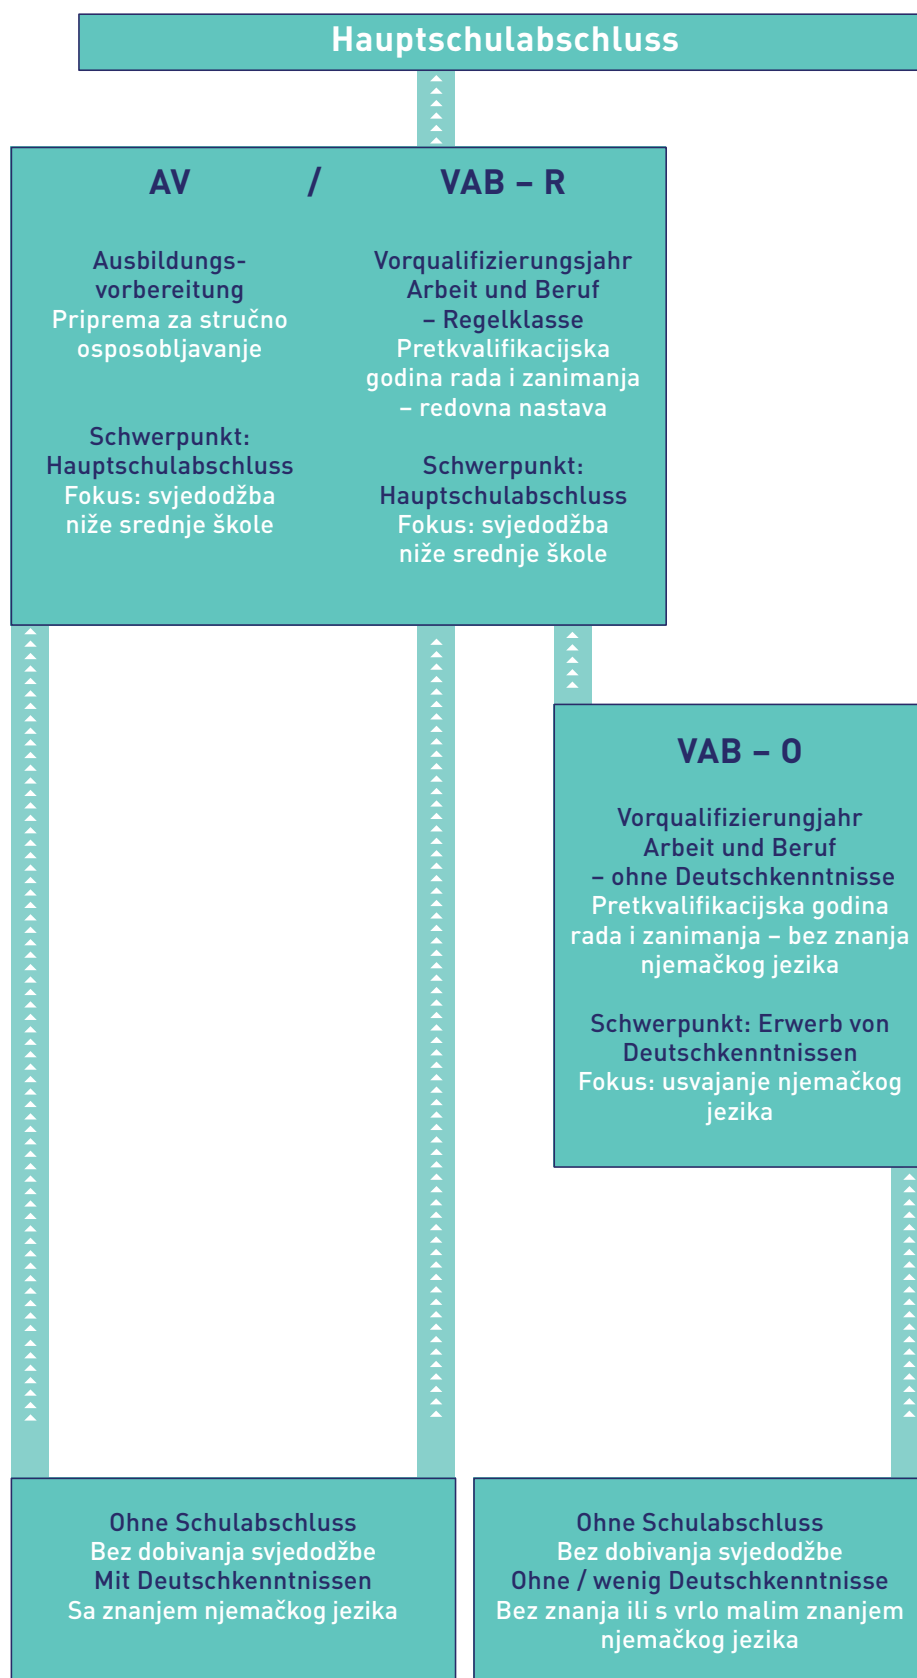 Hauptschulabschluss
AV / VAB – R
Ausbildungs-
vorbereitung
Priprema za stručno
osposobljavanje
Schwerpunkt:
Hauptschulabschluss
Fokus: svjedodžba
niže srednje škole
Vorqualifizierungsjahr
Arbeit und Beruf
– Regelklasse
Pretkvalifikacijska
godina rada i zanimanja
– redovna nastava
Schwerpunkt:
Hauptschulabschluss
Fokus: svjedodžba
niže srednje škole
VAB – O
Vorqualifizierungjahr
Arbeit und Beruf
– ohne Deutschkenntnisse
Pretkvalifikacijska godina
rada i zanimanja – bez znanja
njemačkog jezika
Schwerpunkt: Erwerb von
Deutschkenntnissen
Fokus: usvajanje njemačkog
jezika
Ohne Schulabschluss
Bez dobivanja svjedodžbe
Mit Deutschkenntnissen
Sa znanjem njemačkog jezika
Ohne Schulabschluss
Bez dobivanja svjedodžbe
Ohne / wenig Deutschkenntnisse
Bez znanja ili s vrlo malim znanjem
njemačkog jezika